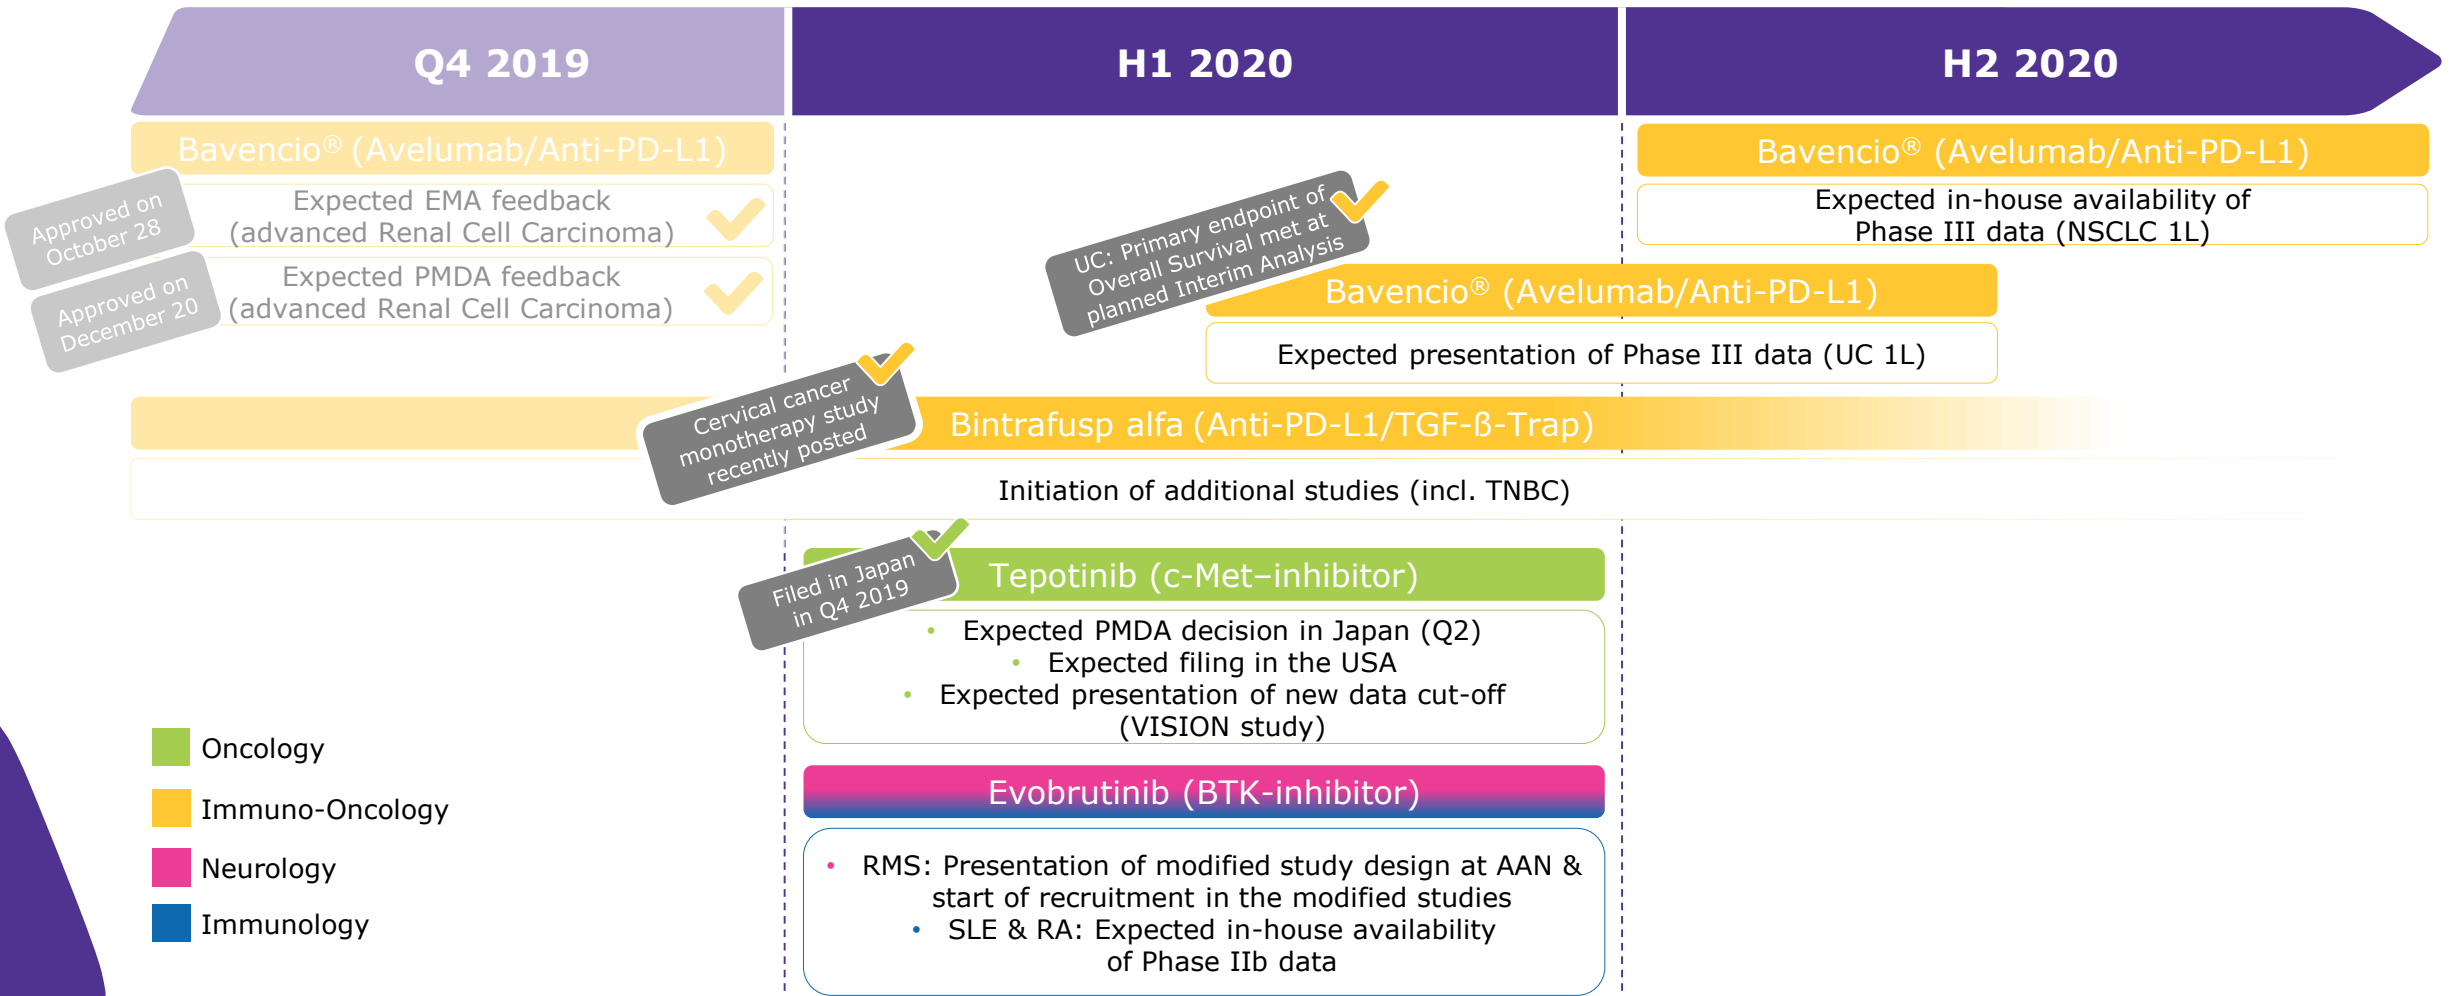 Q4 2019
H1 2020
H2 2020
Bavencio® (Avelumab/Anti-PD-L1)
Approved on
October 28
Expected EMA feedback
(advanced Renal Cell Carcinoma)
Approved on
December 20
Expected PMDA feedback
(advanced Renal Cell Carcinoma)
Bavencio® (Avelumab/Anti-PD-L1)
Expected in-house availability of
Phase III data (NSCLC 1L)
UC: Primary endpoint of
Overall Survival met at
planned Interim Analysis
Bavencio® (Avelumab/Anti-PD-L1)
Expected presentation of Phase III data (UC 1L)
Cervical cancer
monotherapy study
recently posted
Bintrafusp alfa (Anti-PD-L1/TGF-ß-Trap)
Initiation of additional studies (incl. TNBC)
Filed in Japan
in Q4 2019
Tepotinib (c-Met–inhibitor)
• Expected PMDA decision in Japan (Q2)
• Expected filing in the USA
• Expected presentation of new data cut-off
(VISION study)
Evobrutinib (BTK-inhibitor)
• RMS: Presentation of modified study design at AAN &
start of recruitment in the modified studies
• SLE & RA: Expected in-house availability
of Phase IIb data
Oncology
Immuno-Oncology
Neurology
Immunology